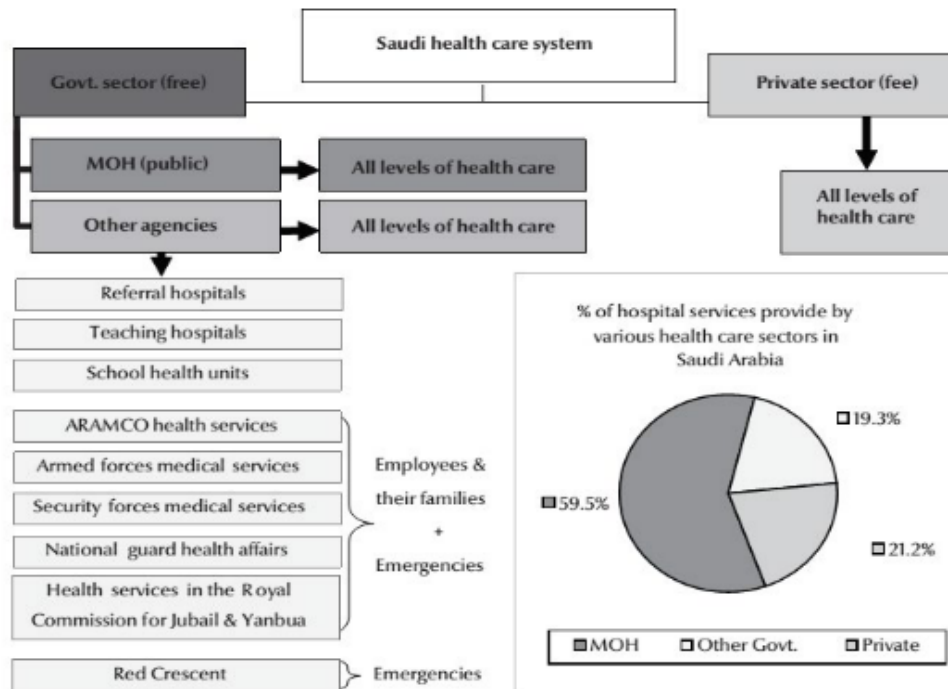 Saudi health care system
Govt. sector (free)
Private sector (fee)
MOH (public)
All levels of health care
All levels of
health care
Other agencies
All levels of health care
Referral hospitals
Teaching hospitals
School health units
ARAMCO health services
Armed forces medical services
Security forces medical services
National guard health affairs
Health services in the Royal
Commission for Jubail & Yanbua
Employees &
their families
+
Emergencies
Red Crescent
Emergencies
% of hospital services provide by
various health care sectors in
Saudi Arabia
19.3%
59.5%
21.2%
MOH
Other Govt.
Private